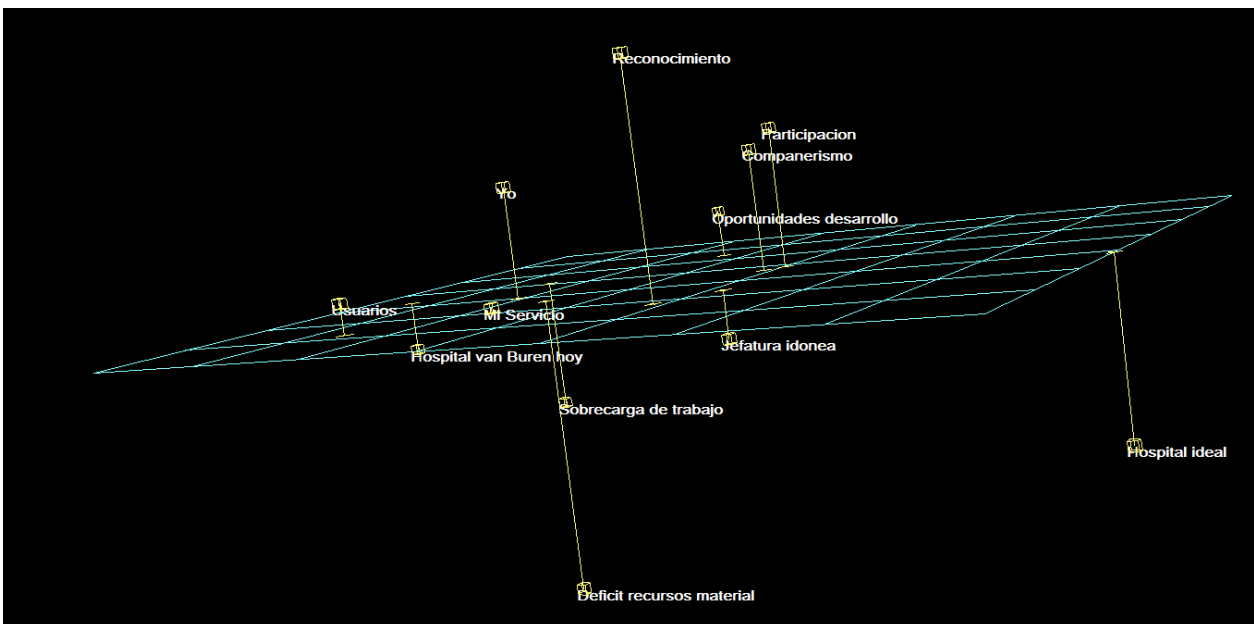 Reconocimiento
Participacion
Companerismo
Yo
Oportunidades desarrollo
Usuarios
Mi Servicio
Jefatura idonea
Hospital van Buren hoy
Sobrecarga de trabajo
Hospital ideal
Deficit recursos material